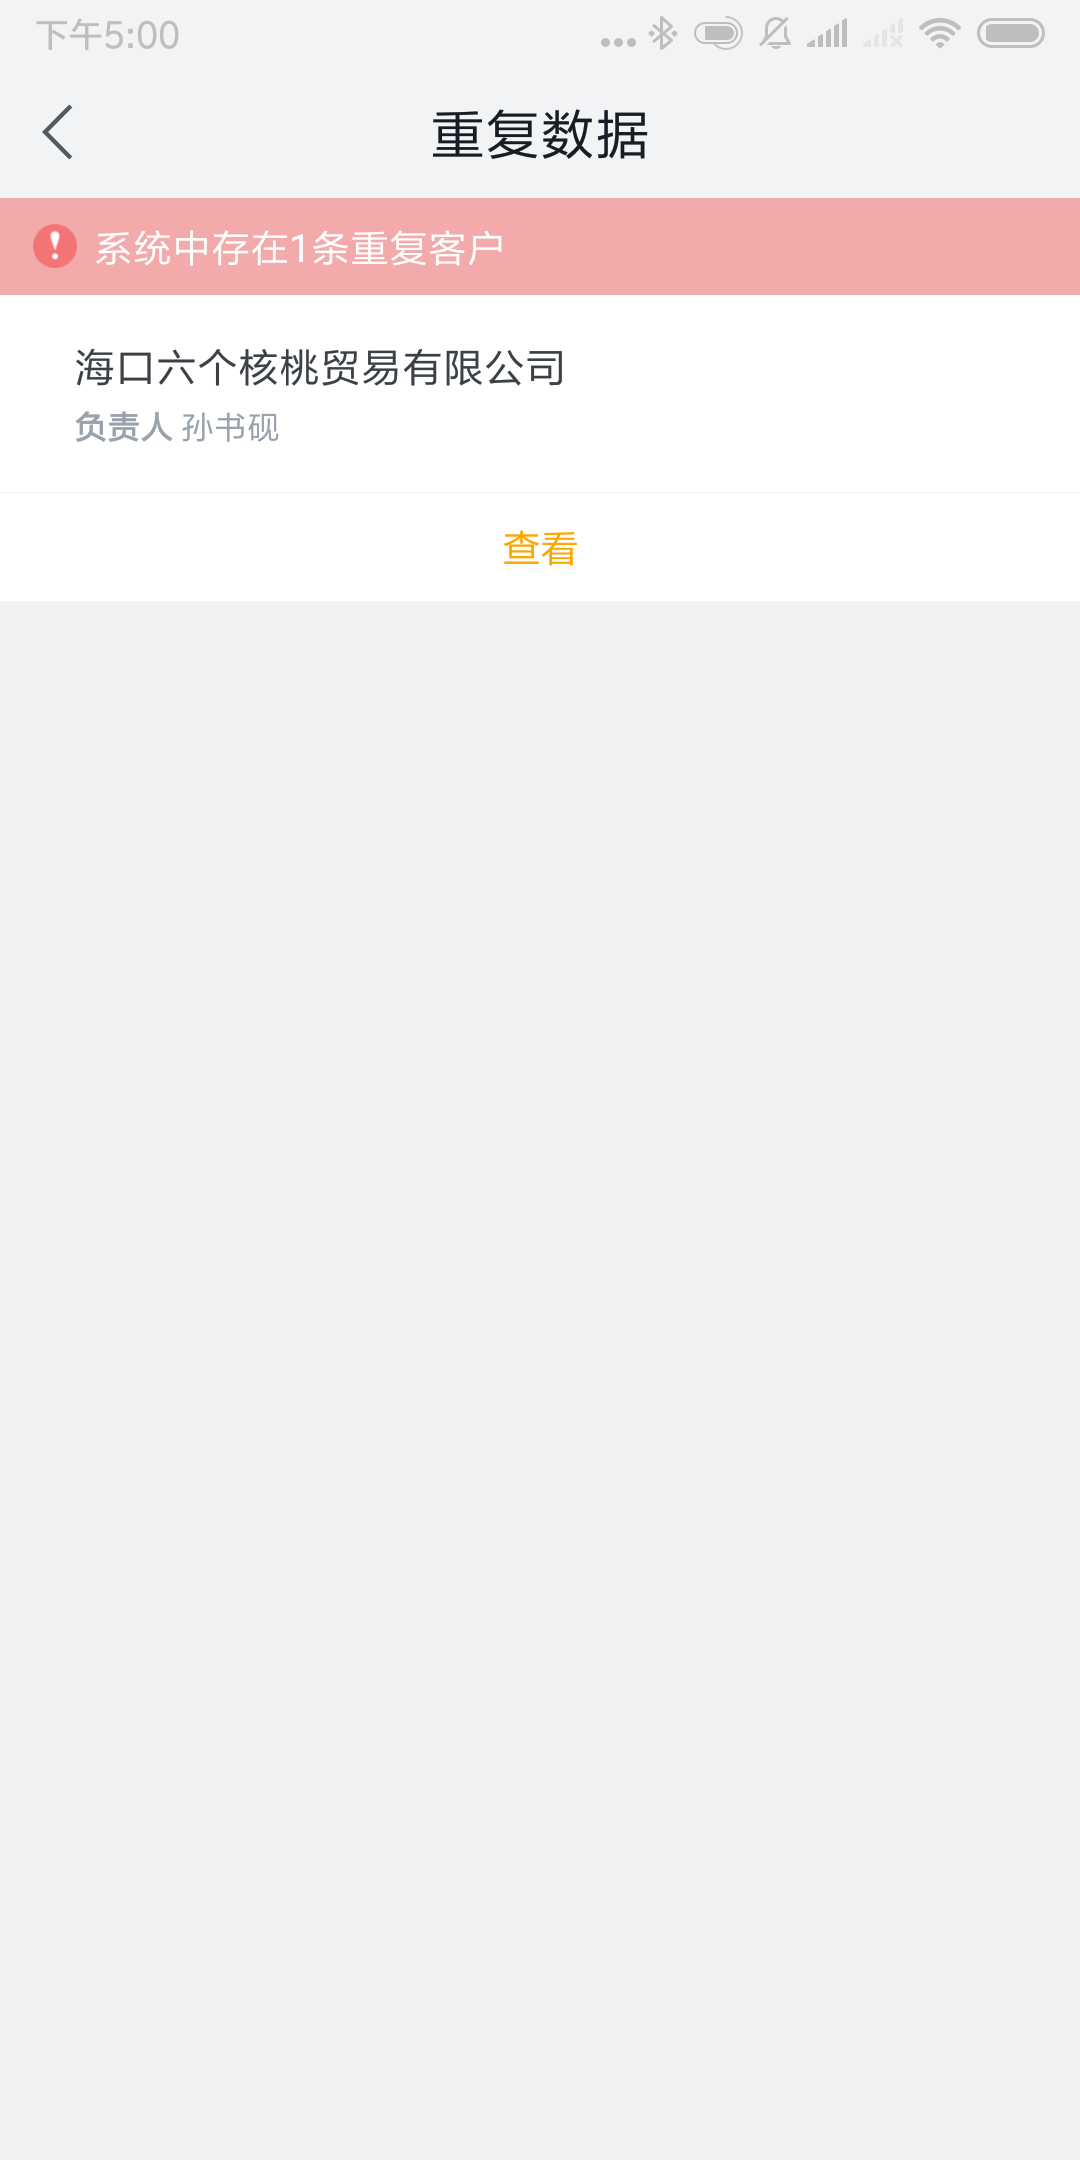 下午5:00
重复数据
系统中存在1条重复客户
海口六个核桃贸易有限公司
负责人 孙书砚
查看